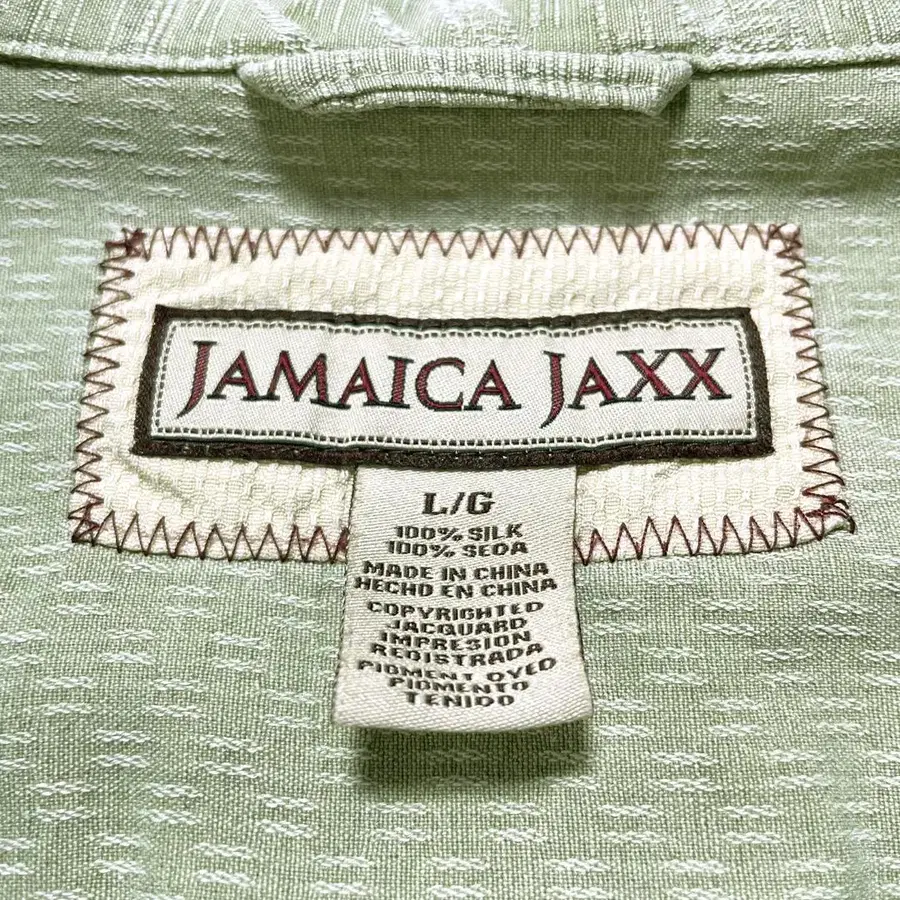 JAMAICA JAXX
L/G
100% SILK
100% SEDA
MADE IN CHINA
HECHO EN CHINA
COPYRIGHTED
JACQUARD
IMPRESION
REGISTRADA
PIGMENT DYED
PIGMENTO
TENIDO